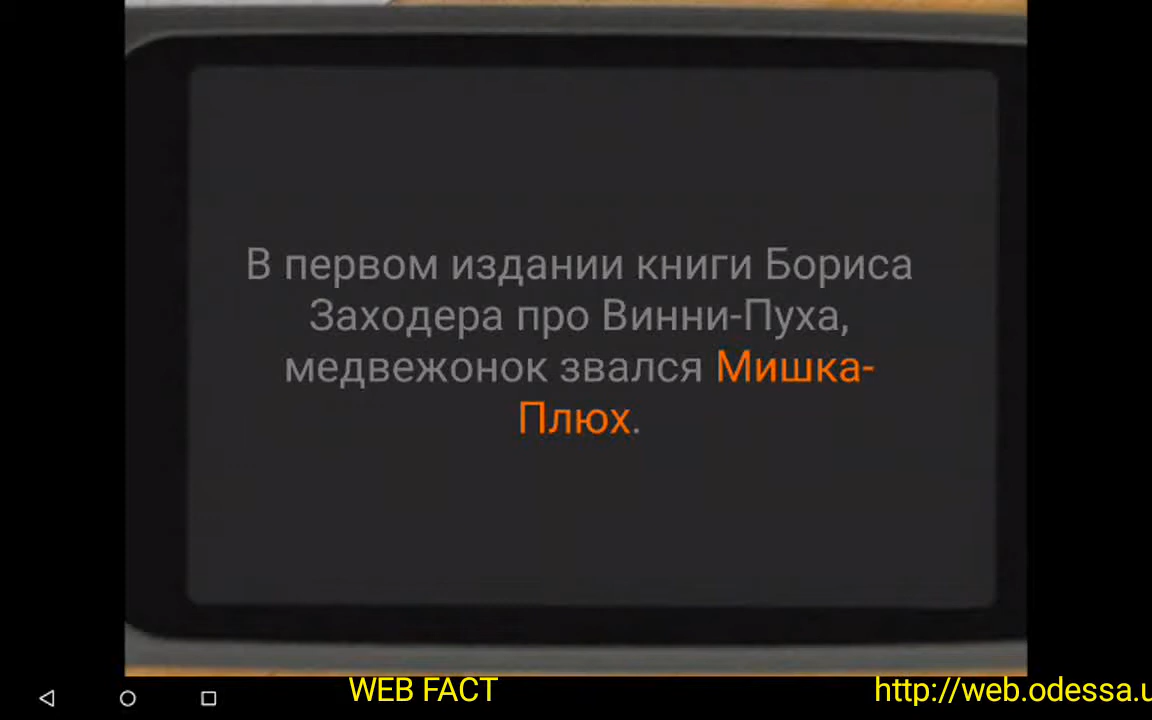 В первом издании книги Бориса
Заходера про Винни-Пуха,
медвежонок звался Мишка-
Плюх.
WEB FACT
http://web.odessa.u